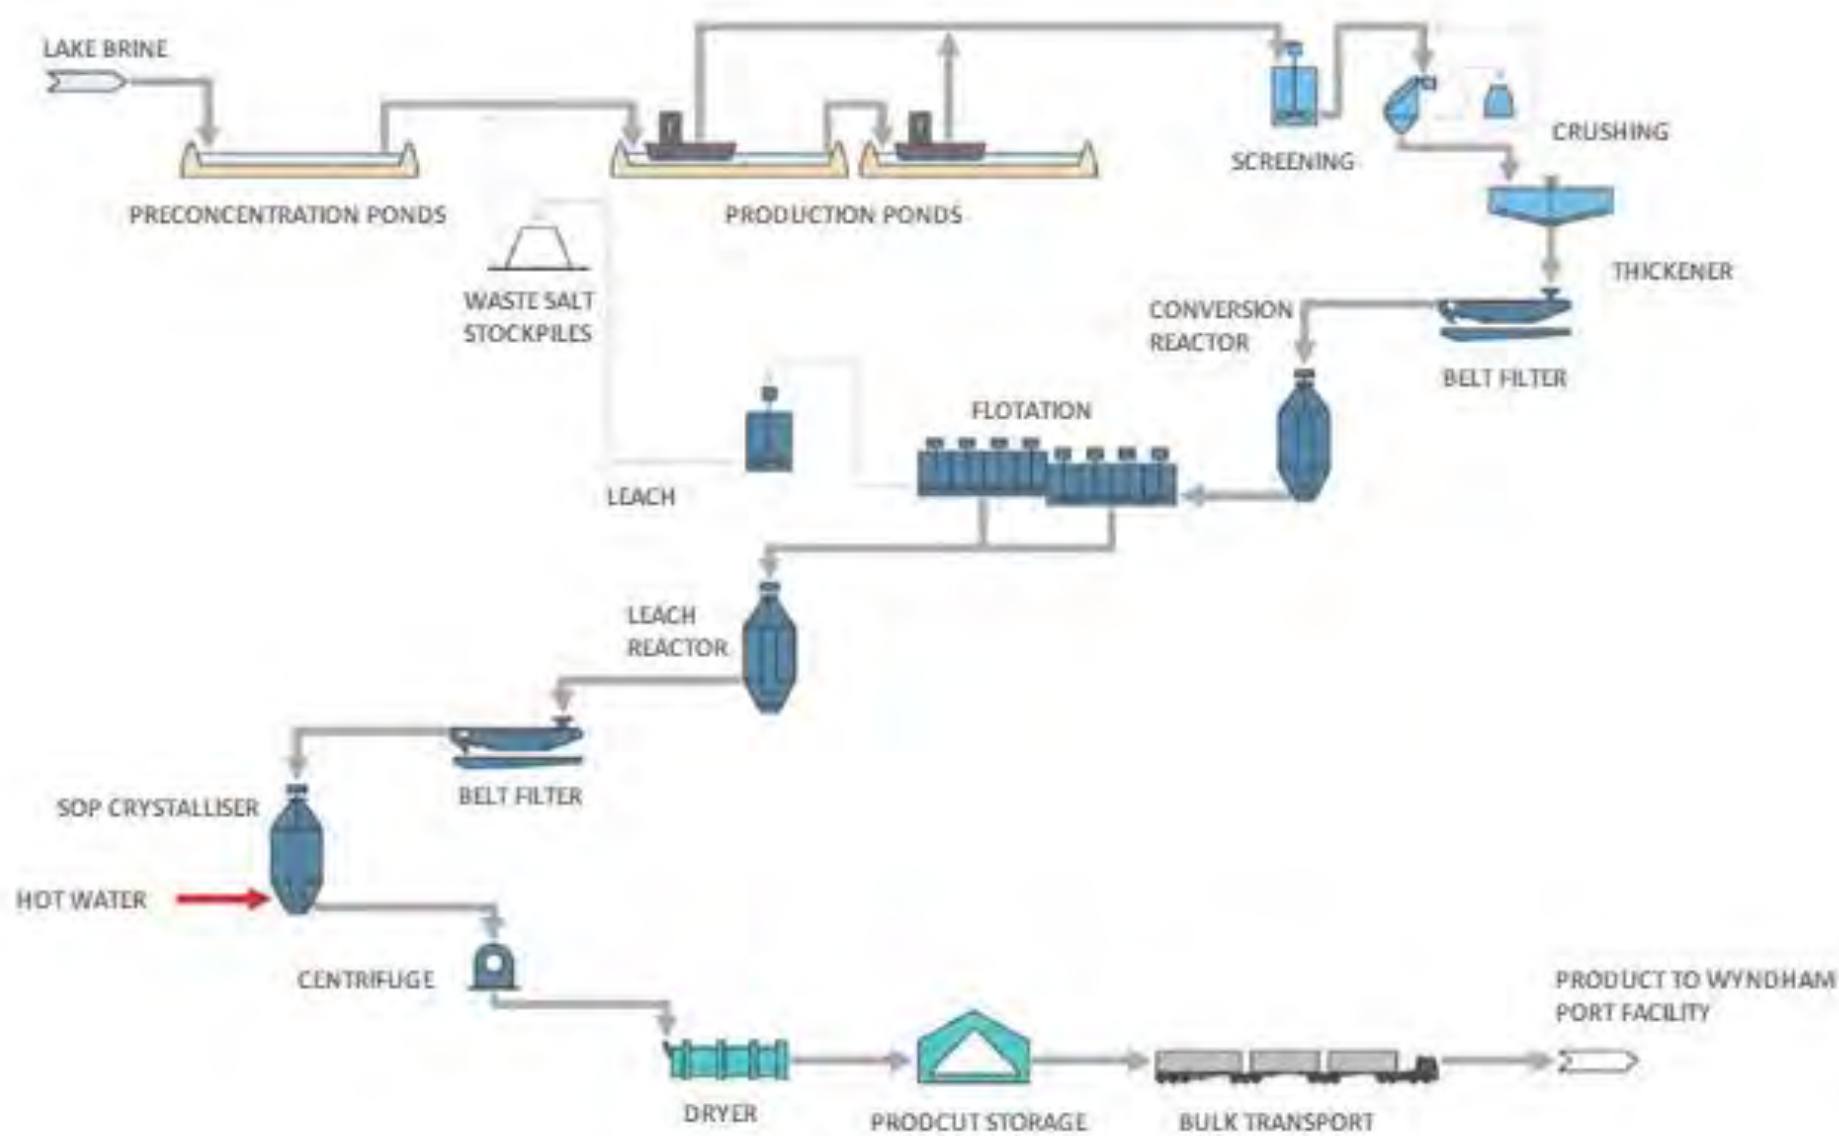 LAKE BRINE
PRECONCENTRATION PONDS
PRODUCTION PONDS
SCREENING
CRUSHING
THICKENER
WASTE SALT
STOCKPILES
CONVERSION
REACTOR
BELT FILTER
FLOTATION
LEACH
LEACH
REACTOR
BELT FILTER
SOP CRYSTALLISER
HOT WATER
CENTRIFUGE
PRODUCT TO WYNDHAM
PORT FACILITY
DRYER
PRODCUT STORAGE
BULK TRANSPORT